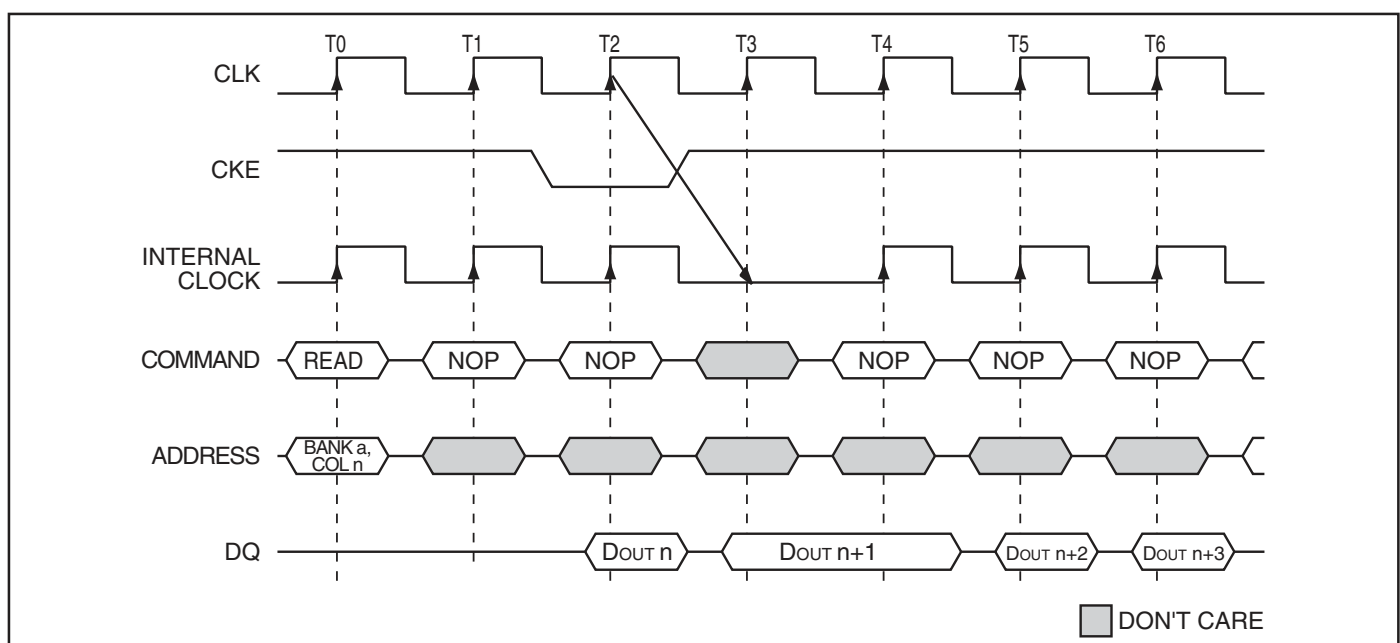 T0 T1 T2 T3 T4 T5 T6
CLK
CKE
INTERNAL
CLOCK
COMMAND READ NOP NOP NOP NOP NOP
ADDRESS BANK a,
COL n
DQ DOUT n DOUT n+1 DOUT n+2 DOUT n+3
DON'T CARE